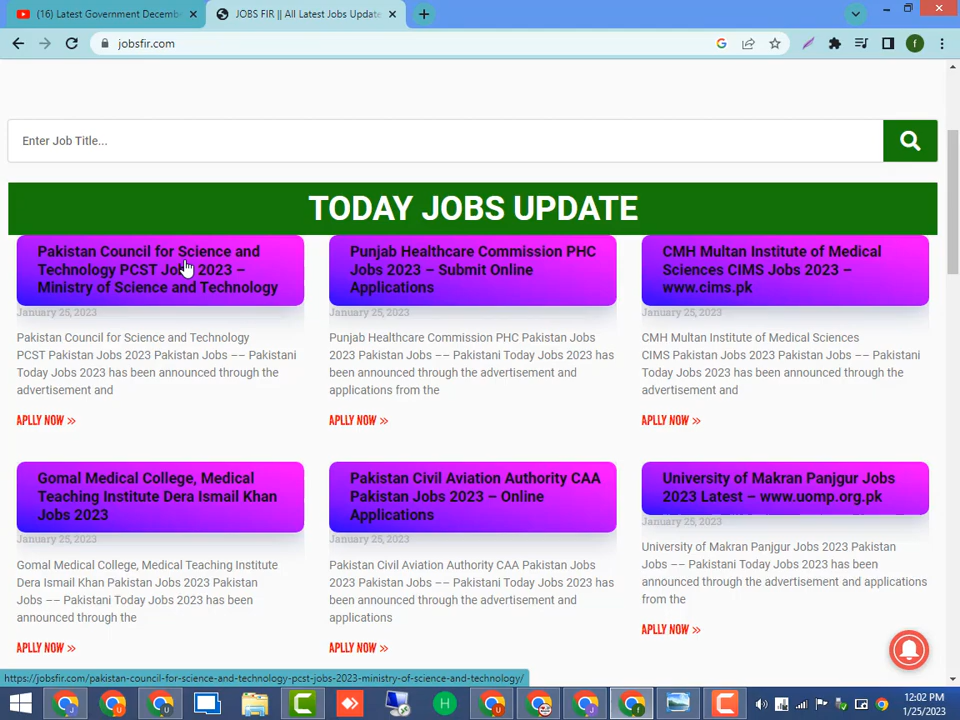 (16) Latest Government Decemb
JOBS FIR || All Latest Jobs Update
jobsfir.com
Enter Job Title...
TODAY JOBS UPDATE
Pakistan Council for Science and
Technology PCST Jobs 2023 –
Ministry of Science and Technology
January 25, 2023
Pakistan Council for Science and Technology
PCST Pakistan Jobs 2023 Pakistan Jobs –– Pakistani
Today Jobs 2023 has been announced through the
advertisement and
APLLY NOW »
Punjab Healthcare Commission PHC
Jobs 2023 – Submit Online
Applications
January 25, 2023
Punjab Healthcare Commission PHC Pakistan Jobs
2023 Pakistan Jobs –– Pakistani Today Jobs 2023 has
been announced through the advertisement and
applications from the
APLLY NOW »
CMH Multan Institute of Medical
Sciences CIMS Jobs 2023 –
www.cims.pk
January 25, 2023
CMH Multan Institute of Medical Sciences
CIMS Pakistan Jobs 2023 Pakistan Jobs –– Pakistani
Today Jobs 2023 has been announced through the
advertisement and
APLLY NOW »
Gomal Medical College, Medical
Teaching Institute Dera Ismail Khan
Jobs 2023
January 25, 2023
Gomal Medical College, Medical Teaching Institute
Dera Ismail Khan Pakistan Jobs 2023 Pakistan
Jobs –– Pakistani Today Jobs 2023 has been
announced through the
APLLY NOW »
Pakistan Civil Aviation Authority CAA
Pakistan Jobs 2023 – Online
Applications
January 25, 2023
Pakistan Civil Aviation Authority CAA Pakistan Jobs
2023 Pakistan Jobs –– Pakistani Today Jobs 2023 has
been announced through the advertisement and
applications
APLLY NOW »
University of Makran Panjgur Jobs
2023 Latest – www.uomp.org.pk
January 25, 2023
University of Makran Panjgur Jobs 2023 Pakistan
Jobs –– Pakistani Today Jobs 2023 has been
announced through the advertisement and applications
from the
APLLY NOW »
https://jobsfir.com/pakistan-council-for-science-and-technology-pcst-jobs-2023-ministry-of-science-and-technology/
12:02 PM
1/25/2023